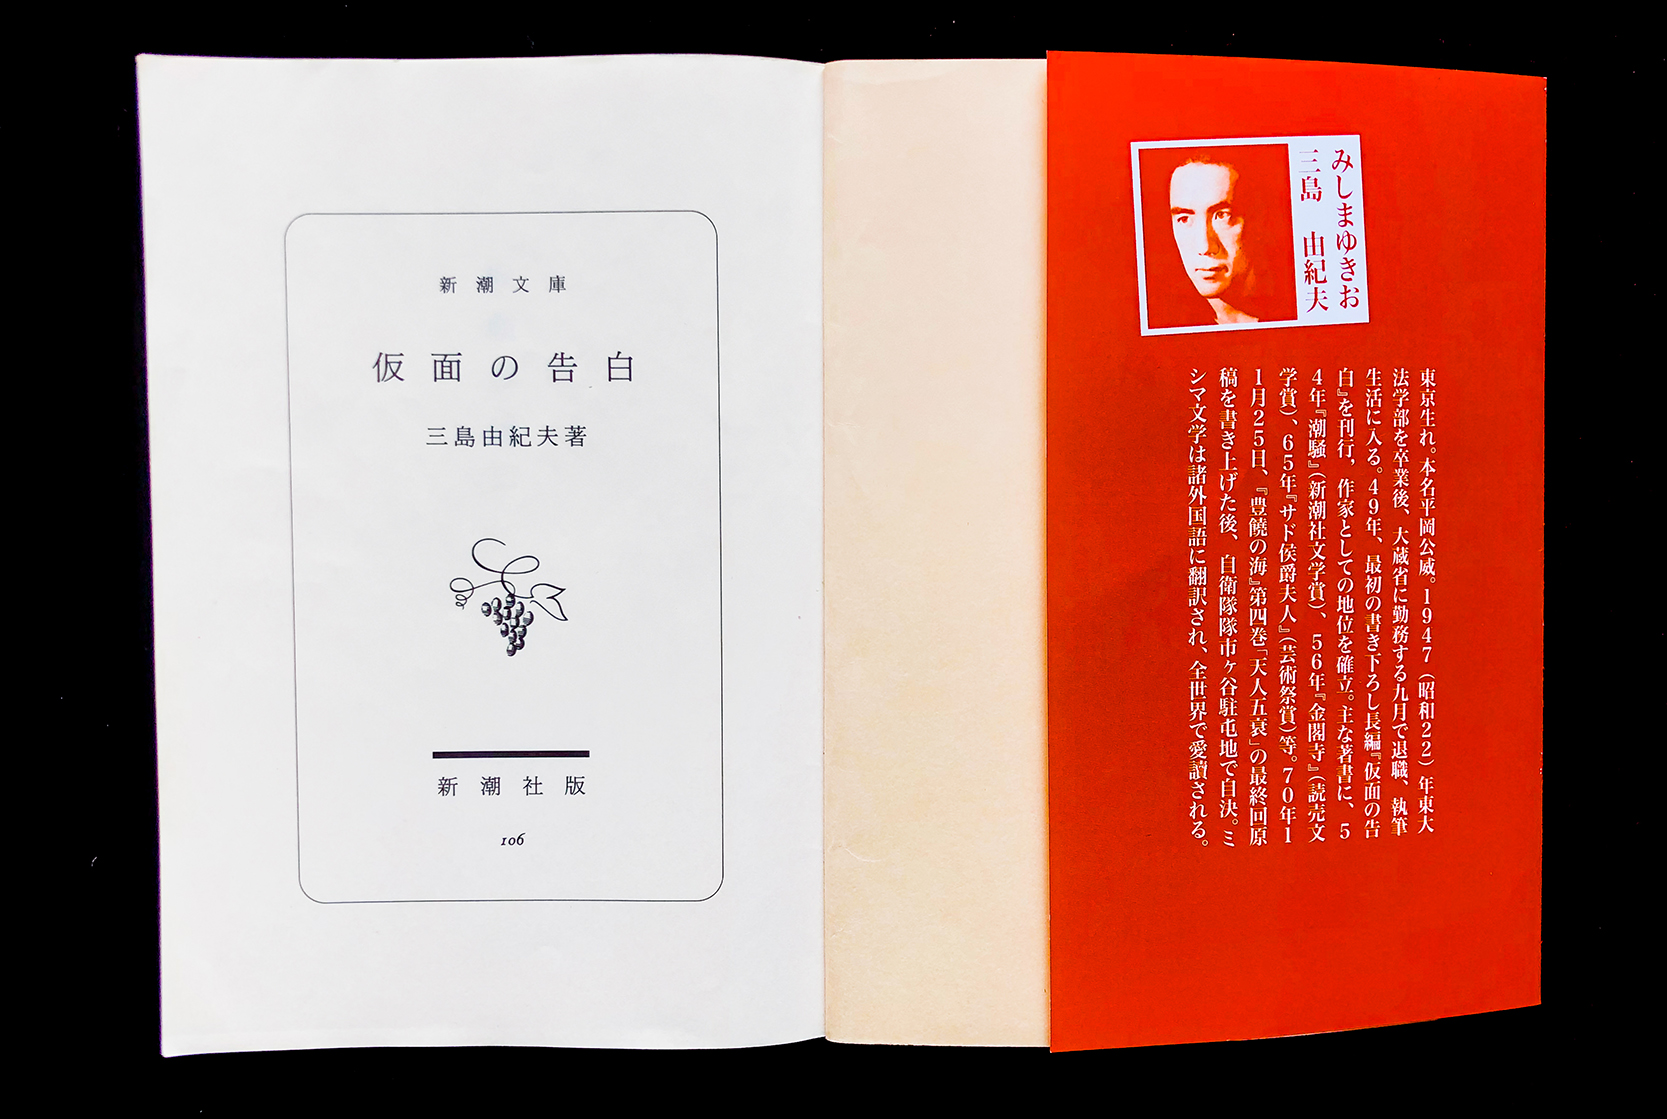 みしまゆきお
三島 由紀夫
東京生れ。本名平岡公威。1947(昭和22)年東大
法学部を卒業後、大蔵省に勤務する九月で退職、執筆
生活に入る。49年、最初の書き下ろし長編『仮面の告
白』を刊行，作家としての地位を確立。主な著書に、5
4年『潮騒』(新潮社文学賞)、56年『金閣寺』(読売文
学賞)、65年『サド侯爵夫人』(芸術祭賞)等。70年1
1月25日、『豊饒の海』第四巻「天人五衰」の最終回原
稿を書き上げた後、自衛隊隊市ヶ谷駐屯地で自決。ミ
シマ文学は諸外国語に翻訳され、全世界で愛讀される。
新潮文庫
仮面の告白
三島由紀夫著
新潮社版
106